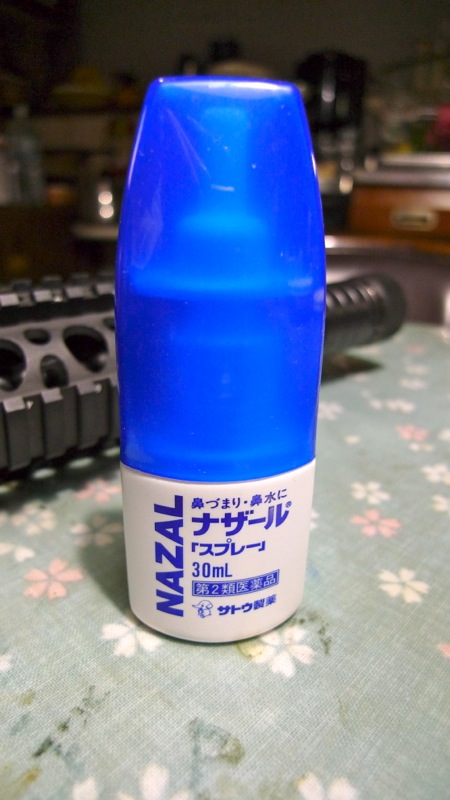 NAZAL
鼻づまり・鼻水に
ナザール®
「スプレー」
30mL
第2類医薬品
サトウ製薬